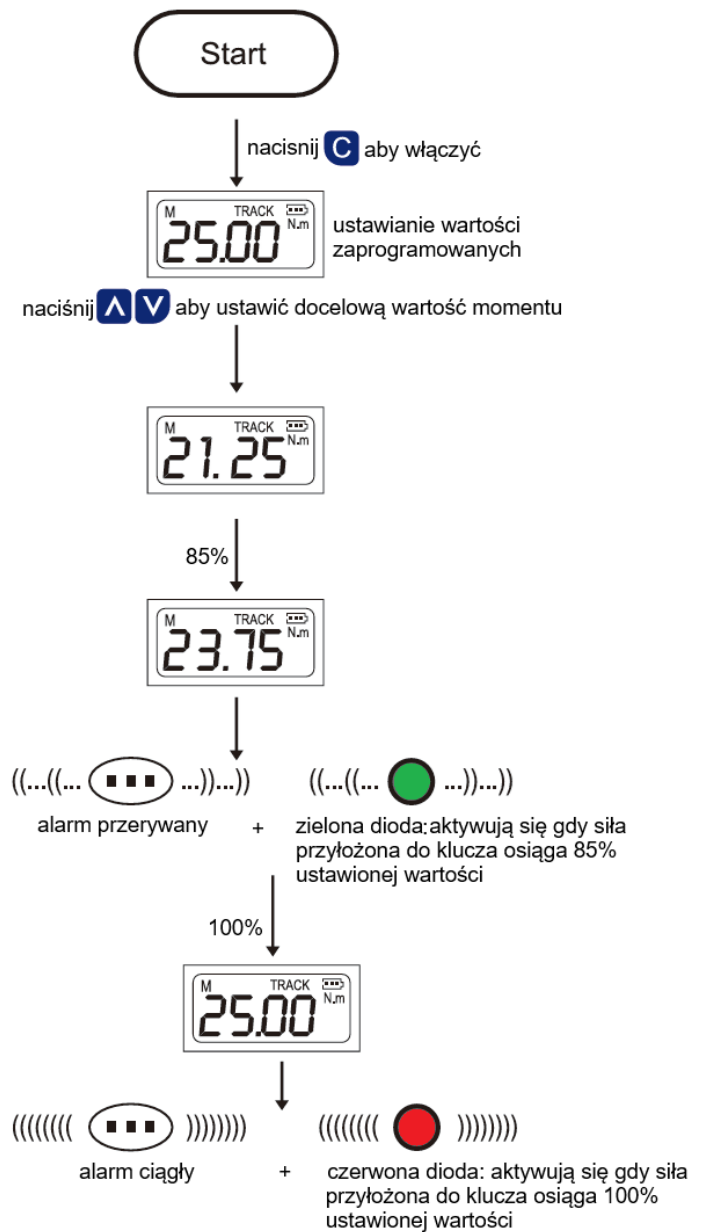 Start
nacisnij C aby włączyć
M TRACK
25.00 N.m
ustawianie wartości
zaprogramowanych
naciśnij aby ustawić docelową wartość momentu
M TRACK
21.25 N.m
85%
M TRACK
23.75 N.m
((...((... ...))...)) ((...((... ...))...))
alarm przerywany + zielona dioda:aktywują się gdy siła
przyłożona do klucza osiąga 85%
ustawionej wartości
100%
M TRACK
25.00 N.m
(((((((( )))))))) (((((((( ))))))))
alarm ciągły + czerwona dioda: aktywują się gdy siła
przyłożona do klucza osiąga 100%
ustawionej wartości